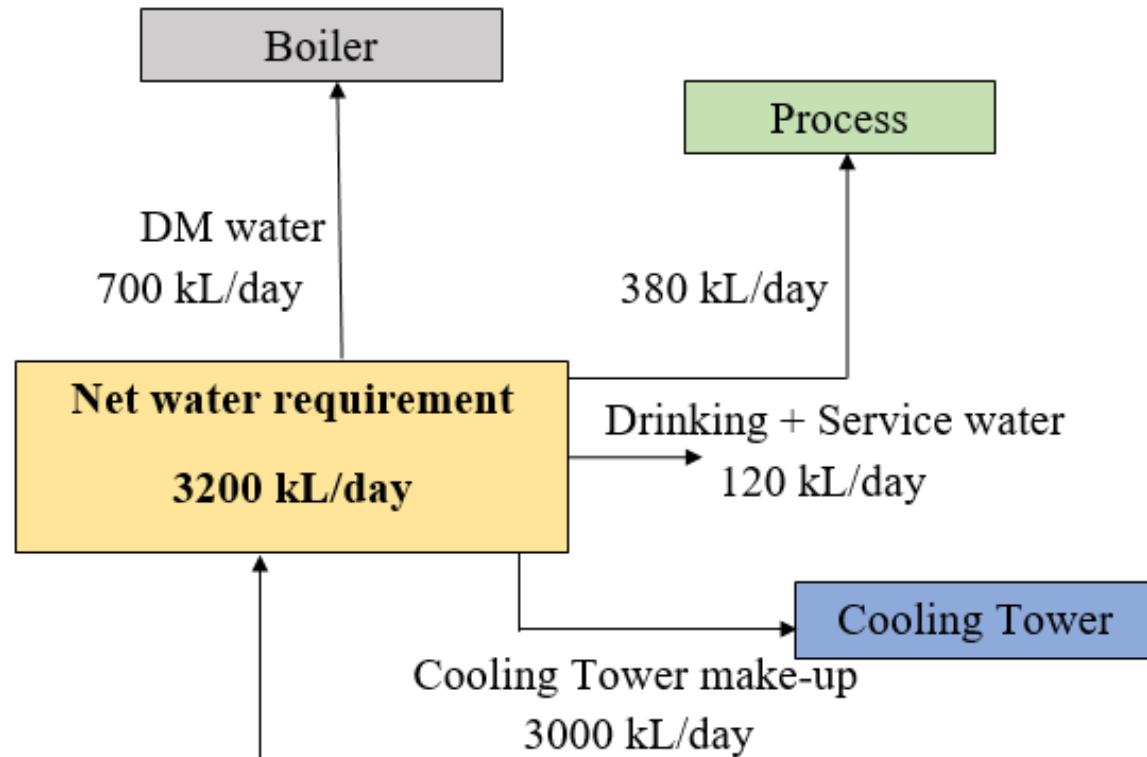 Boiler
Process
DM water
700 kL/day
380 kL/day
Net water requirement
3200 kL/day
Drinking + Service water
120 kL/day
Cooling Tower
Cooling Tower make-up
3000 kL/day